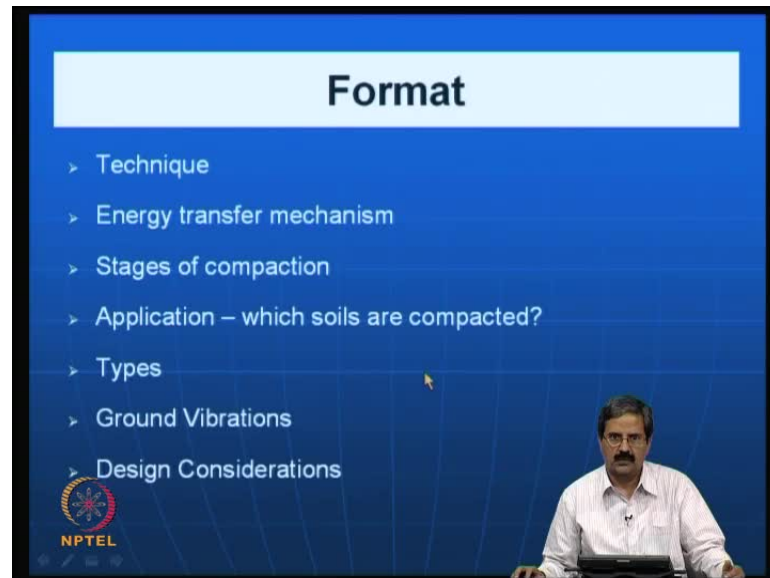 Format
Technique
Energy transfer mechanism
Stages of compaction
Application – which soils are compacted?
Types
Ground Vibrations
Design Considerations
NPTEL